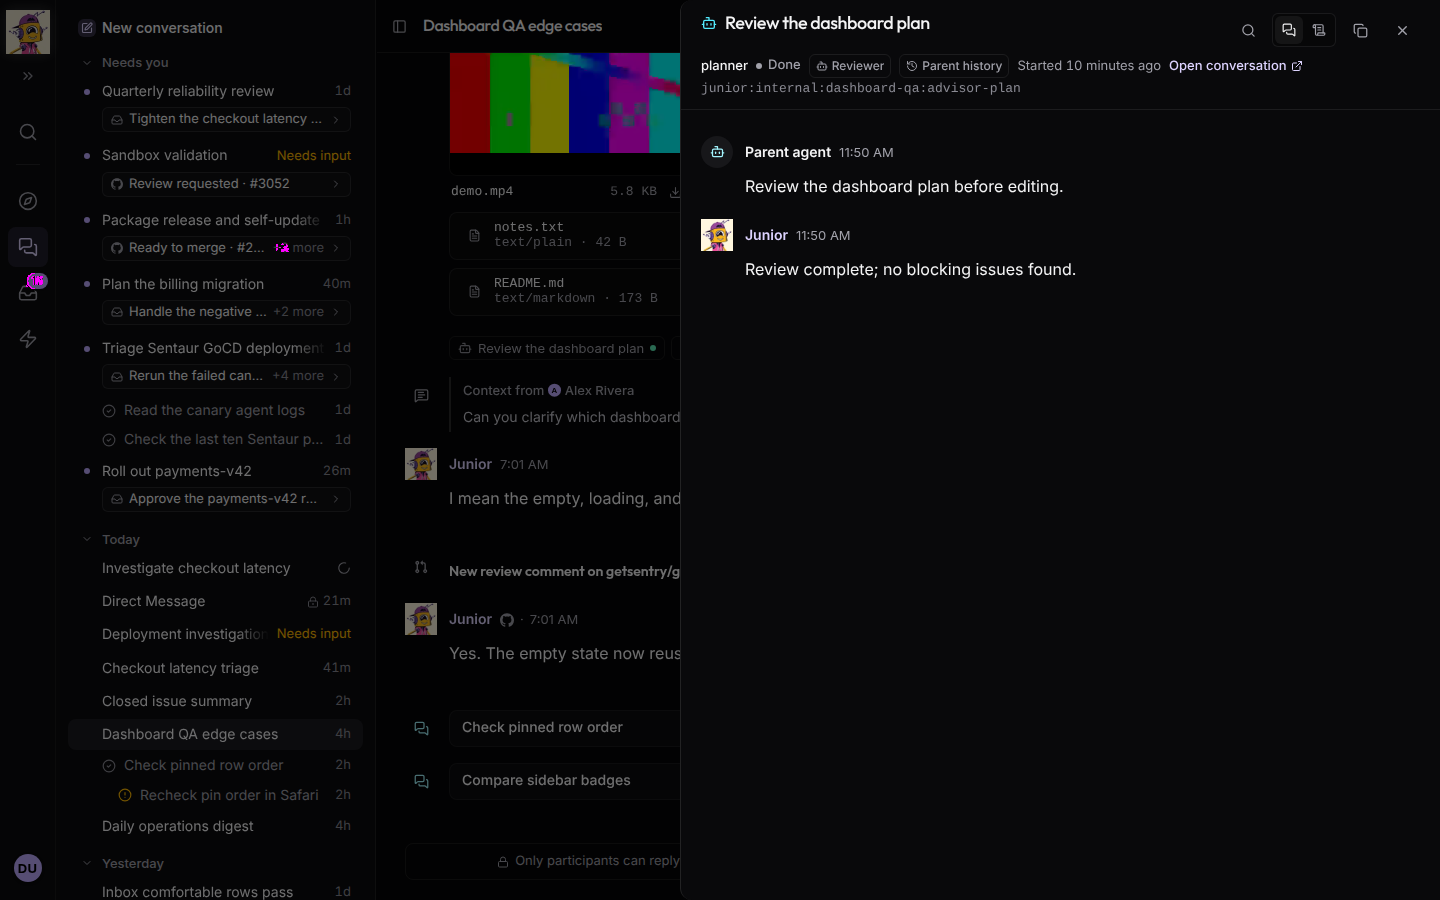 New conversation
Needs you
Quarterly reliability review 1d
Tighten the checkout latency ...
Sandbox validation Needs input
Review requested · #3052
Package release and self-update 1h
Ready to merge · #2... more
Plan the billing migration 40m
Handle the negative ... +2 more
Triage Sentaur GoCD deployment 1d
Rerun the failed can... +4 more
Read the canary agent logs 1d
Check the last ten Sentaur p... 1d
Roll out payments-v42 26m
Approve the payments-v42 r...
Today
Investigate checkout latency
Direct Message 21m
Deployment investigation Needs input
Checkout latency triage 41m
Closed issue summary 2h
Dashboard QA edge cases 4h
Check pinned row order 2h
Recheck pin order in Safari 2h
Daily operations digest 4h
Yesterday
Inbox comfortable rows pass 1d
DU
Dashboard QA edge cases
demo.mp4 5.8 KB
notes.txt
text/plain · 42 B
README.md
text/markdown · 173 B
Review the dashboard plan
Context from A Alex Rivera
Can you clarify which dashboard
Junior 7:01 AM
I mean the empty, loading, and
New review comment on getsentry/g
Junior · 7:01 AM
Yes. The empty state now reus
Check pinned row order
Compare sidebar badges
Only participants can reply
Review the dashboard plan
planner Done Reviewer Parent history Started 10 minutes ago Open conversation
junior:internal:dashboard-qa:advisor-plan
Parent agent 11:50 AM
Review the dashboard plan before editing.
Junior 11:50 AM
Review complete; no blocking issues found.